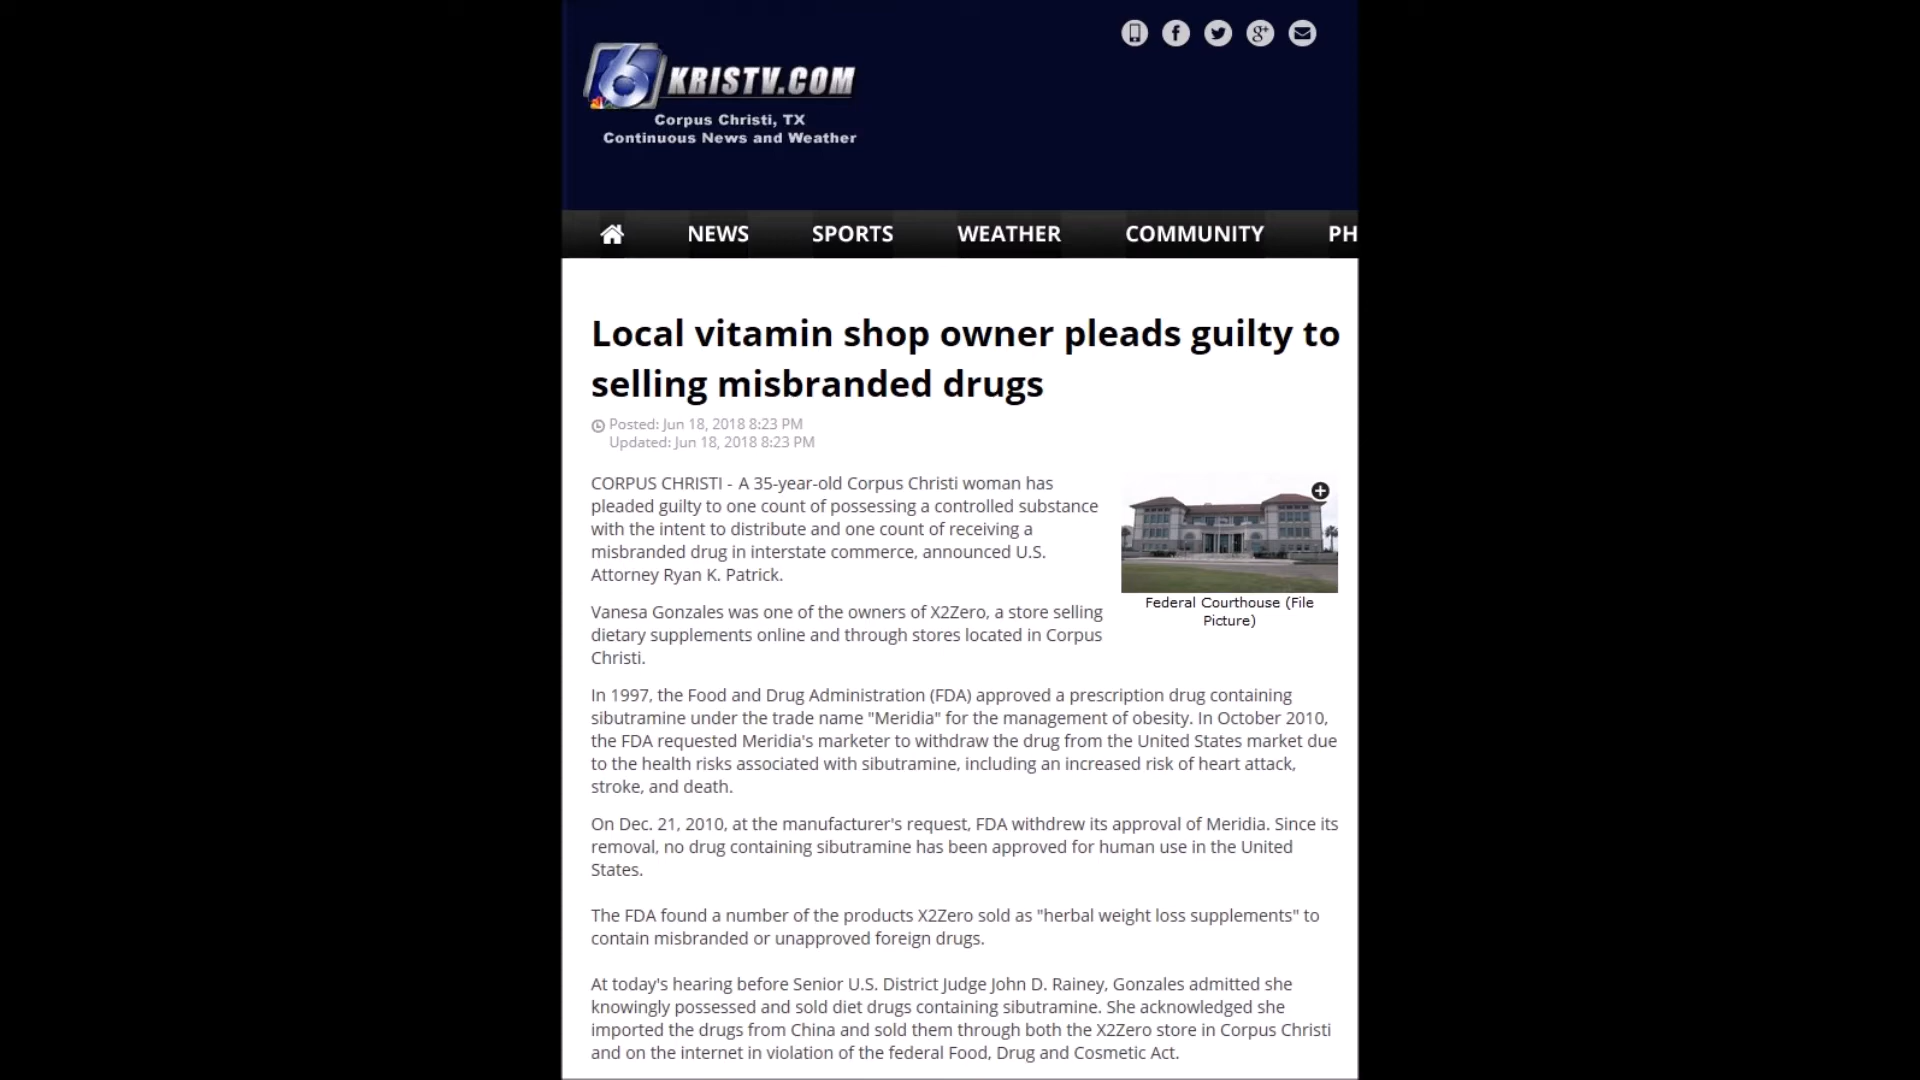 6 KRISTV.COM
Corpus Christi, TX
Continuous News and Weather
NEWS SPORTS WEATHER COMMUNITY PH
Local vitamin shop owner pleads guilty to
selling misbranded drugs
Posted: Jun 18, 2018 8:23 PM
Updated: Jun 18, 2018 8:23 PM
CORPUS CHRISTI - A 35-year-old Corpus Christi woman has
pleaded guilty to one count of possessing a controlled substance
with the intent to distribute and one count of receiving a
misbranded drug in interstate commerce, announced U.S.
Attorney Ryan K. Patrick.
Federal Courthouse (File
Picture)
Vanesa Gonzales was one of the owners of X2Zero, a store selling
dietary supplements online and through stores located in Corpus
Christi.
In 1997, the Food and Drug Administration (FDA) approved a prescription drug containing
sibutramine under the trade name "Meridia" for the management of obesity. In October 2010,
the FDA requested Meridia's marketer to withdraw the drug from the United States market due
to the health risks associated with sibutramine, including an increased risk of heart attack,
stroke, and death.
On Dec. 21, 2010, at the manufacturer's request, FDA withdrew its approval of Meridia. Since its
removal, no drug containing sibutramine has been approved for human use in the United
States.
The FDA found a number of the products X2Zero sold as "herbal weight loss supplements" to
contain misbranded or unapproved foreign drugs.
At today's hearing before Senior U.S. District Judge John D. Rainey, Gonzales admitted she
knowingly possessed and sold diet drugs containing sibutramine. She acknowledged she
imported the drugs from China and sold them through both the X2Zero store in Corpus Christi
and on the internet in violation of the federal Food, Drug and Cosmetic Act.